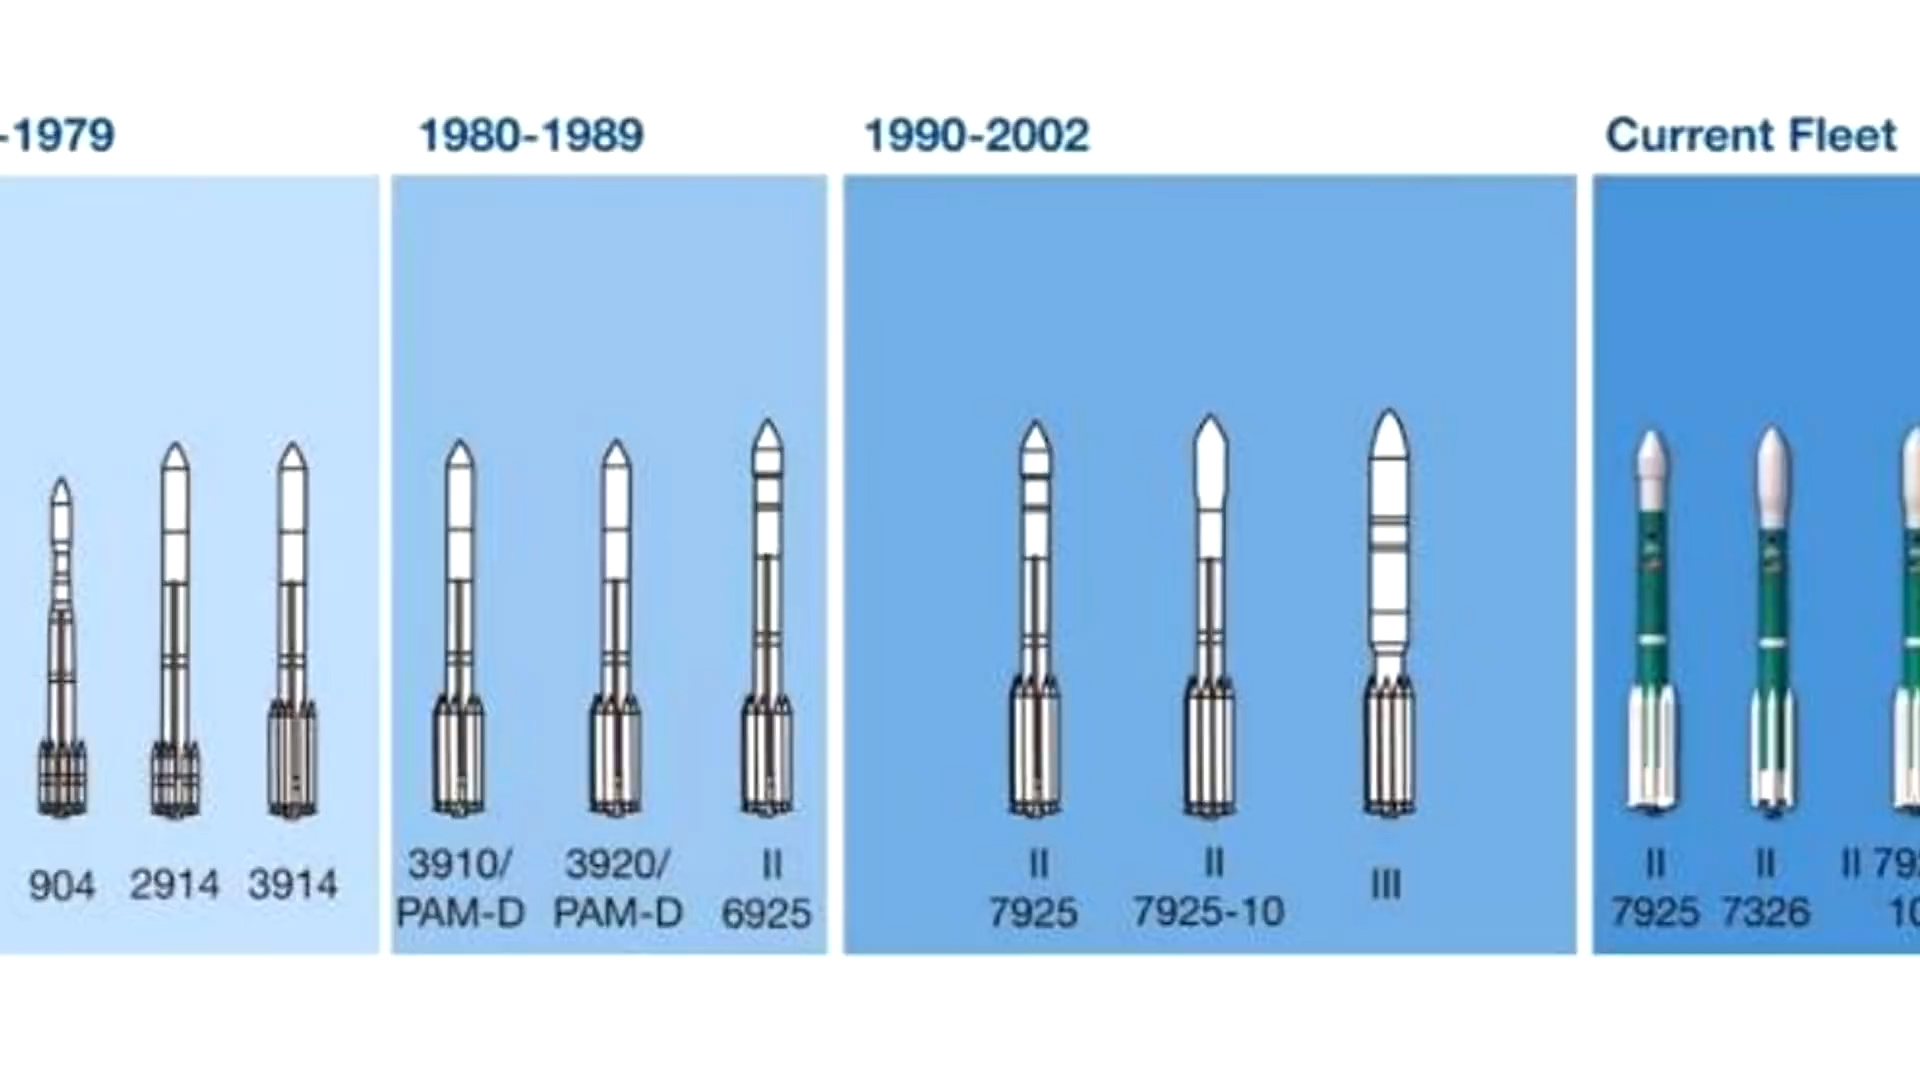 -1979
1980-1989
1990-2002
Current Fleet
904
2914
3914
3910/
PAM-D
3920/
PAM-D
II
6925
II
7925
II
7925-10
III
II
7925
II
7326
II